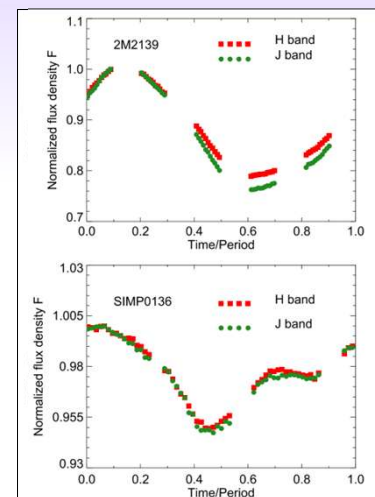 Normalized flux density F
1.1
1.0
0.9
0.8
0.7
2M2139
H band
J band
0.0 0.2 0.4 0.6 0.8 1.0
Time/Period
Normalized flux density F
1.03
1.005
0.98
0.955
0.93
SIMP0136
H band
J band
0.0 0.2 0.4 0.6 0.8 1.0
Time/Period